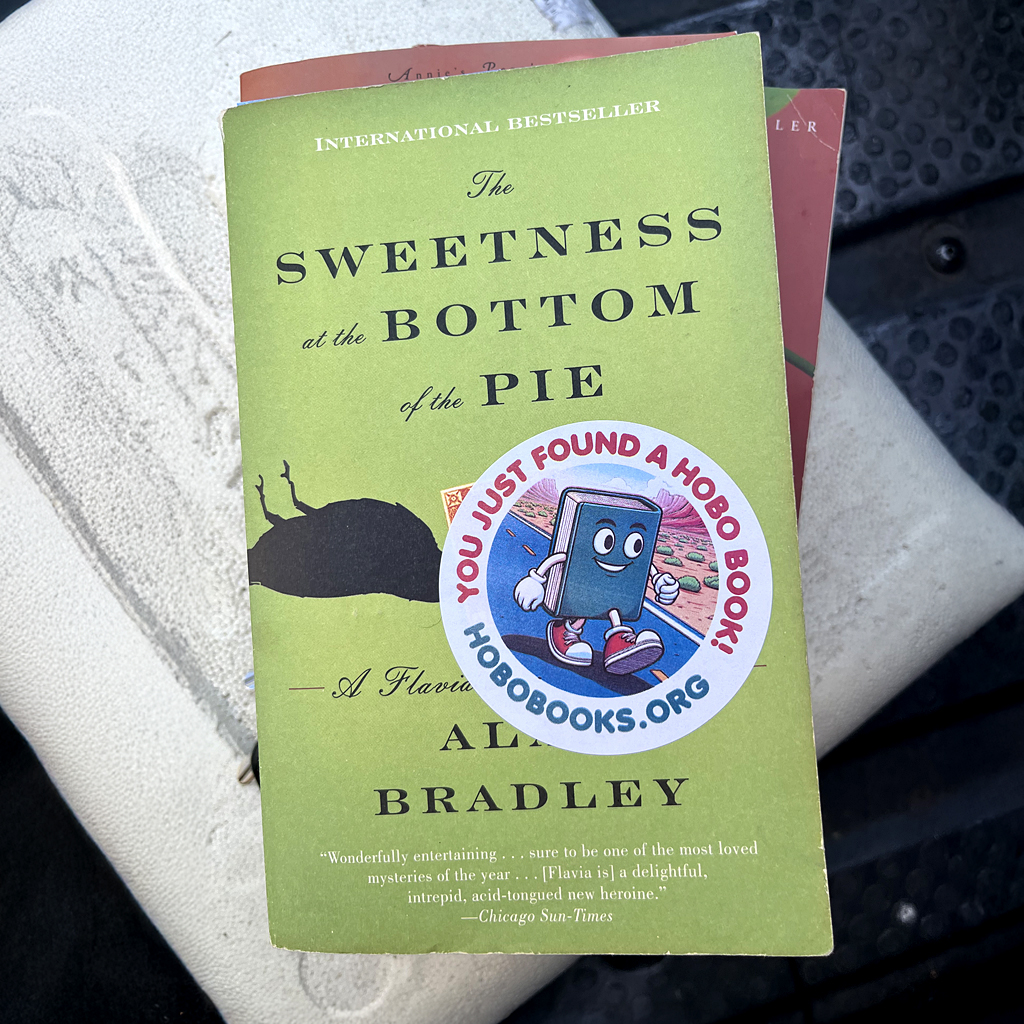 Annie's
LER
INTERNATIONAL BESTSELLER
The
SWEETNESS
at the BOTTOM
of the PIE
YOU JUST FOUND A HOBO BOOK!
HOBOBOOKS.ORG
A Flavia
BRADLEY
“Wonderfully entertaining . . . sure to be one of the most loved
mysteries of the year . . . [Flavia is] a delightful,
intrepid, acid-tongued new heroine.”
—Chicago Sun-Times